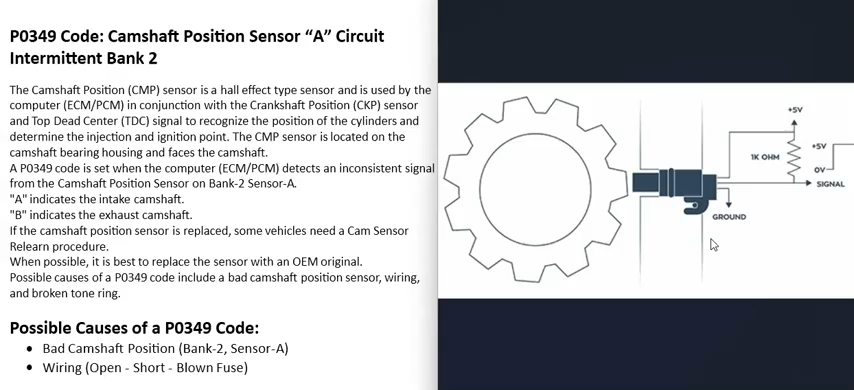 P0349 Code: Camshaft Position Sensor “A” Circuit
Intermittent Bank 2
The Camshaft Position (CMP) sensor is a hall effect type sensor and is used by the
computer (ECM/PCM) in conjunction with the Crankshaft Position (CKP) sensor
and Top Dead Center (TDC) signal to recognize the position of the cylinders and
determine the injection and ignition point. The CMP sensor is located on the
camshaft bearing housing and faces the camshaft.
A P0349 code is set when the computer (ECM/PCM) detects an inconsistent signal
from the Camshaft Position Sensor on Bank-2 Sensor-A.
"A" indicates the intake camshaft.
"B" indicates the exhaust camshaft.
If the camshaft position sensor is replaced, some vehicles need a Cam Sensor
Relearn procedure.
When possible, it is best to replace the sensor with an OEM original.
Possible causes of a P0349 code include a bad camshaft position sensor, wiring,
and broken tone ring.
Possible Causes of a P0349 Code:
• Bad Camshaft Position (Bank-2, Sensor-A)
• Wiring (Open - Short - Blown Fuse)
+5V
1K OHM
+5V
0V
SIGNAL
GROUND